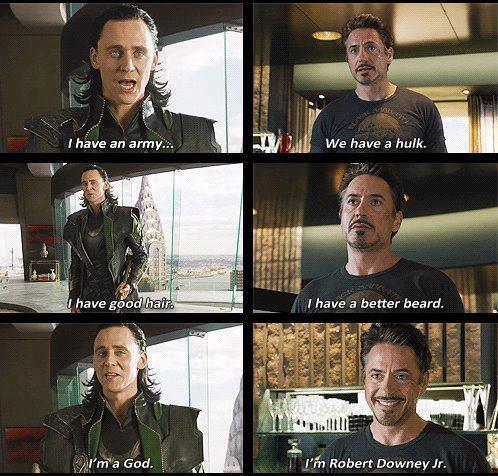 I have an army...
We have a hulk.
I have good hair.
I have a better beard.
I'm a God.
I'm Robert Downey Jr.